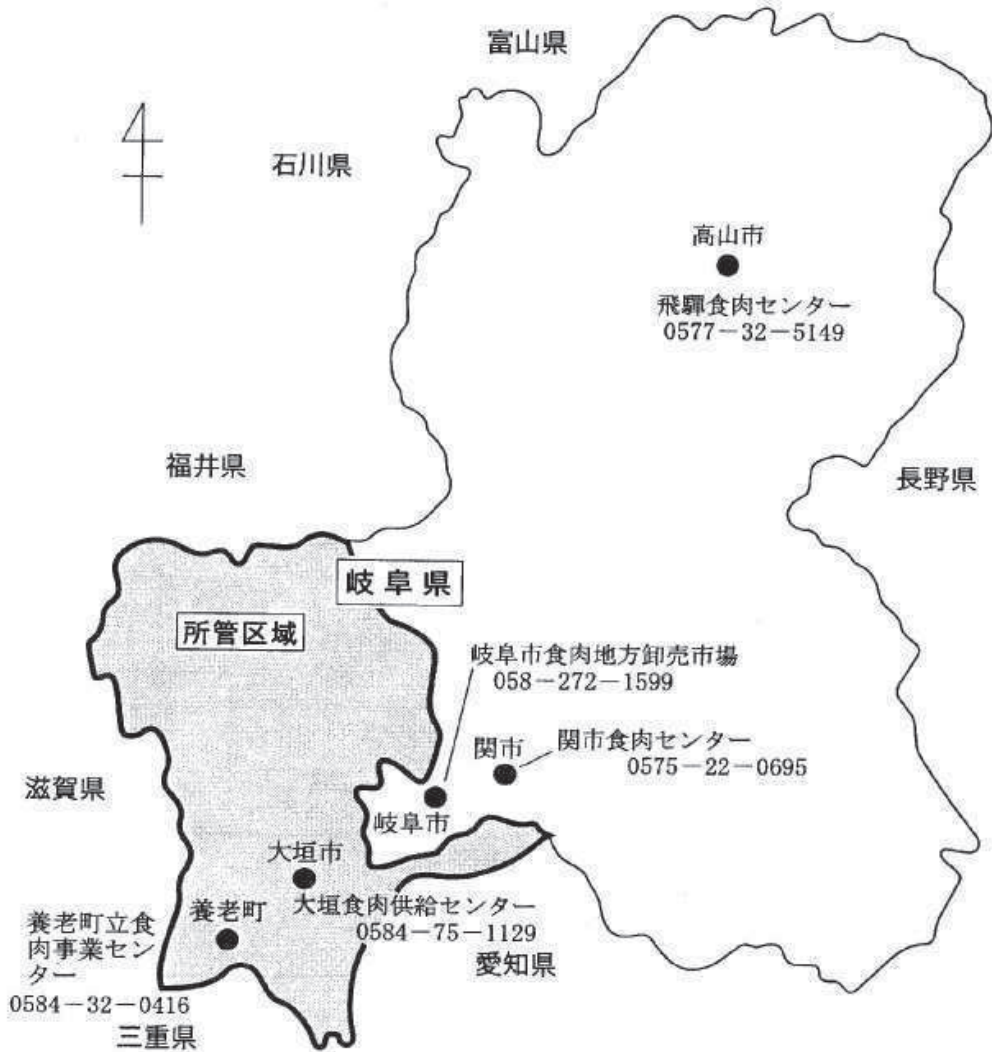 富山県
石川県
高山市
飛騨食肉センター
0577-32-5149
福井県
長野県
岐阜県
所管区域
岐阜市食肉地方卸売市場
058-272-1599
関市
関市食肉センター
0575-22-0695
滋賀県
岐阜市
大垣市
大垣食肉供給センター
0584-75-1129
養老町
養老町立食
肉事業セン
ター
0584-32-0416
愛知県
三重県